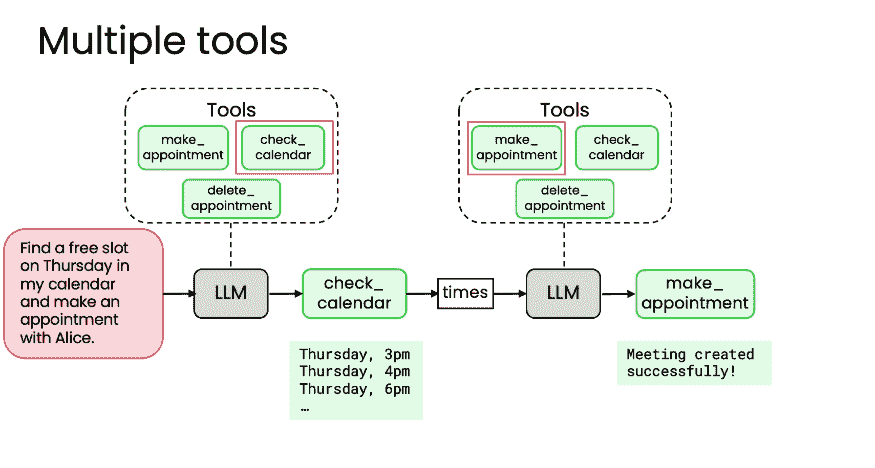 Multiple tools
Tools
make_
appointment
check_
calendar
delete_
appointment
Tools
make_
appointment
check_
calendar
delete_
appointment
Find a free slot
on Thursday in
my calendar
and make an
appointment
with Alice.
LLM
check_
calendar
times
LLM
make_
appointment
Thursday, 3pm
Thursday, 4pm
Thursday, 6pm
…
Meeting created
successfully!